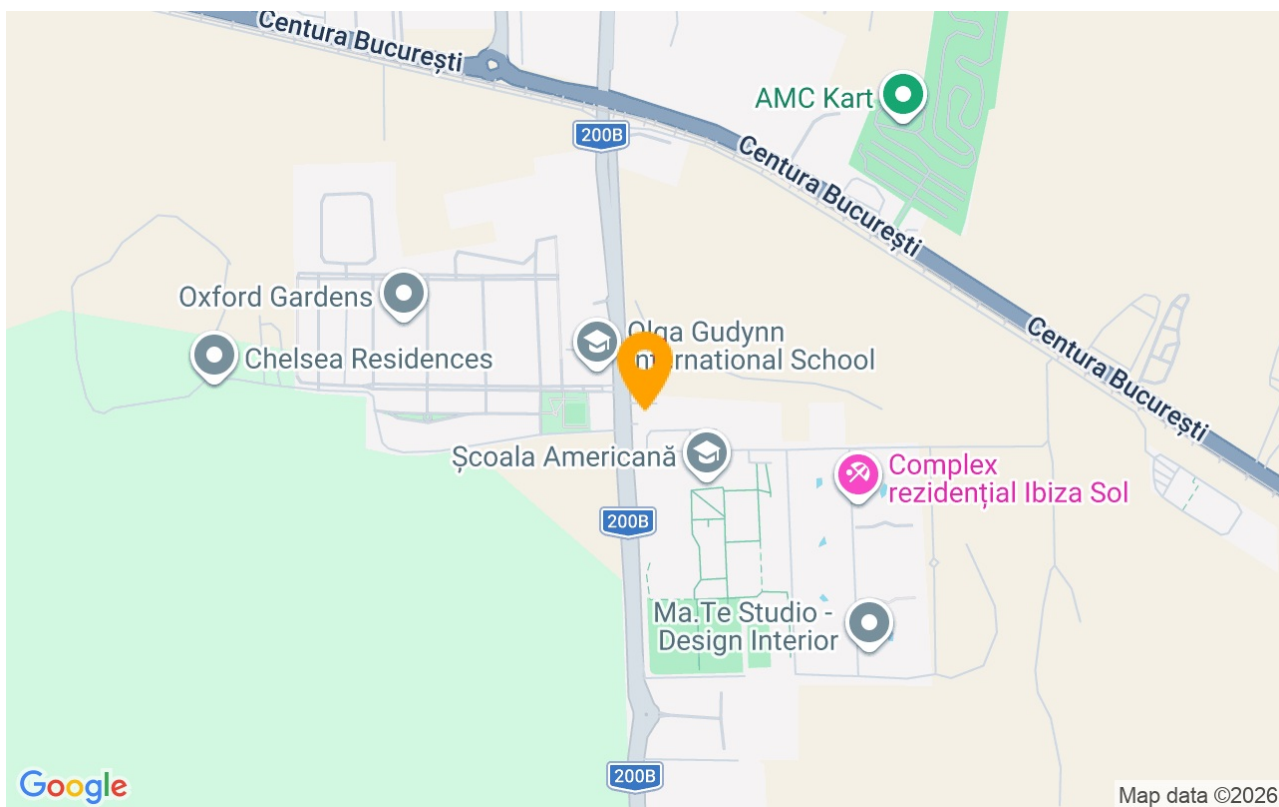 Centura București
AMC Kart
200B
Centura București
Oxford Gardens
Olga Gudynn
International School
Chelsea Residences
Centura București
Școala Americană
Complex
rezidențial Ibiza Sol
200B
Ma.Te Studio -
Design Interior
200B
Google
Map data ©2026